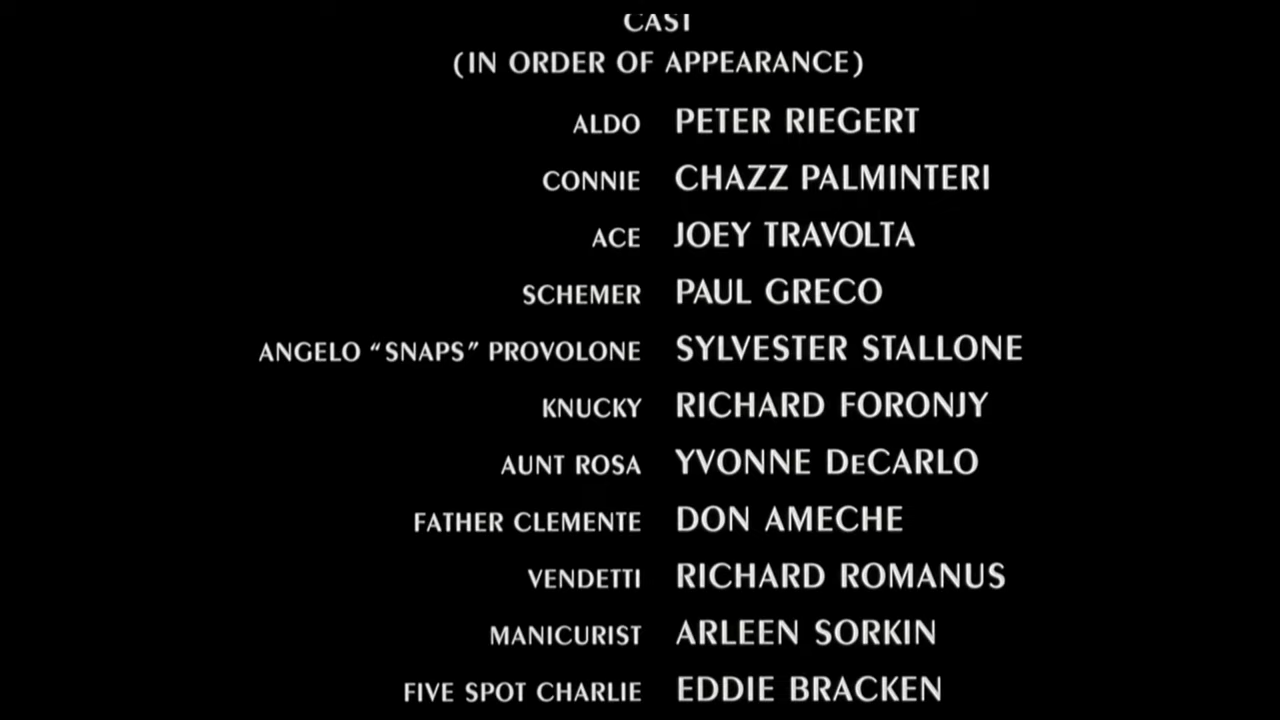 CAST
(IN ORDER OF APPEARANCE)
ALDO PETER RIEGERT
CONNIE CHAZZ PALMINTERI
ACE JOEY TRAVOLTA
SCHEMER PAUL GRECO
ANGELO “SNAPS” PROVOLONE SYLVESTER STALLONE
KNUCKY RICHARD FORONJY
AUNT ROSA YVONNE DeCARLO
FATHER CLEMENTE DON AMECHE
VENDETTI RICHARD ROMANUS
MANICURIST ARLEEN SORKIN
FIVE SPOT CHARLIE EDDIE BRACKEN